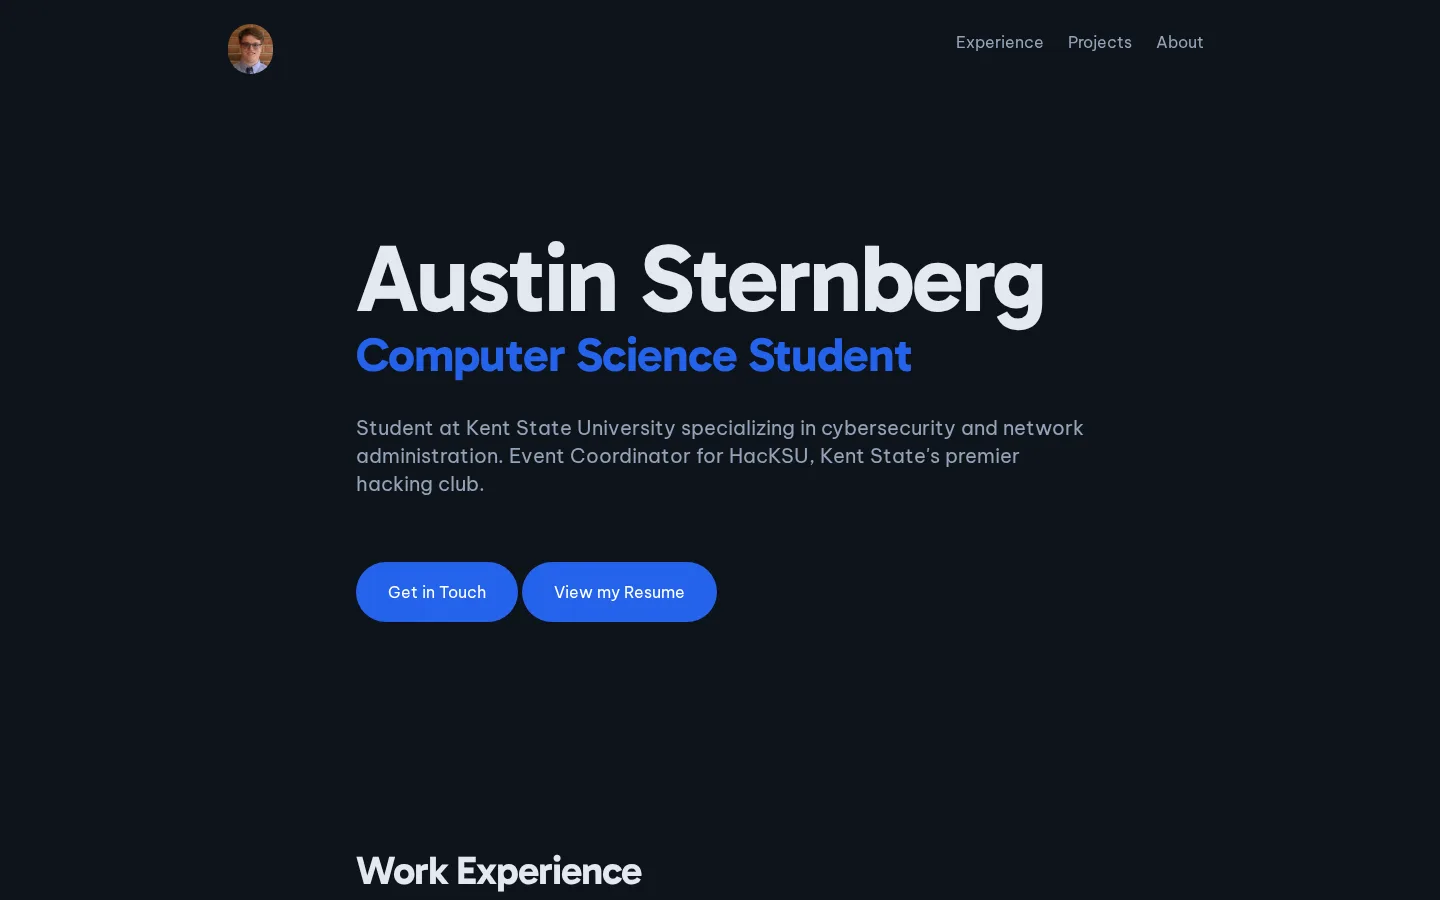 Experience Projects About
Austin Sternberg
Computer Science Student
Student at Kent State University specializing in cybersecurity and network
administration. Event Coordinator for HacKSU, Kent State's premier
hacking club.
Get in Touch View my Resume
Work Experience